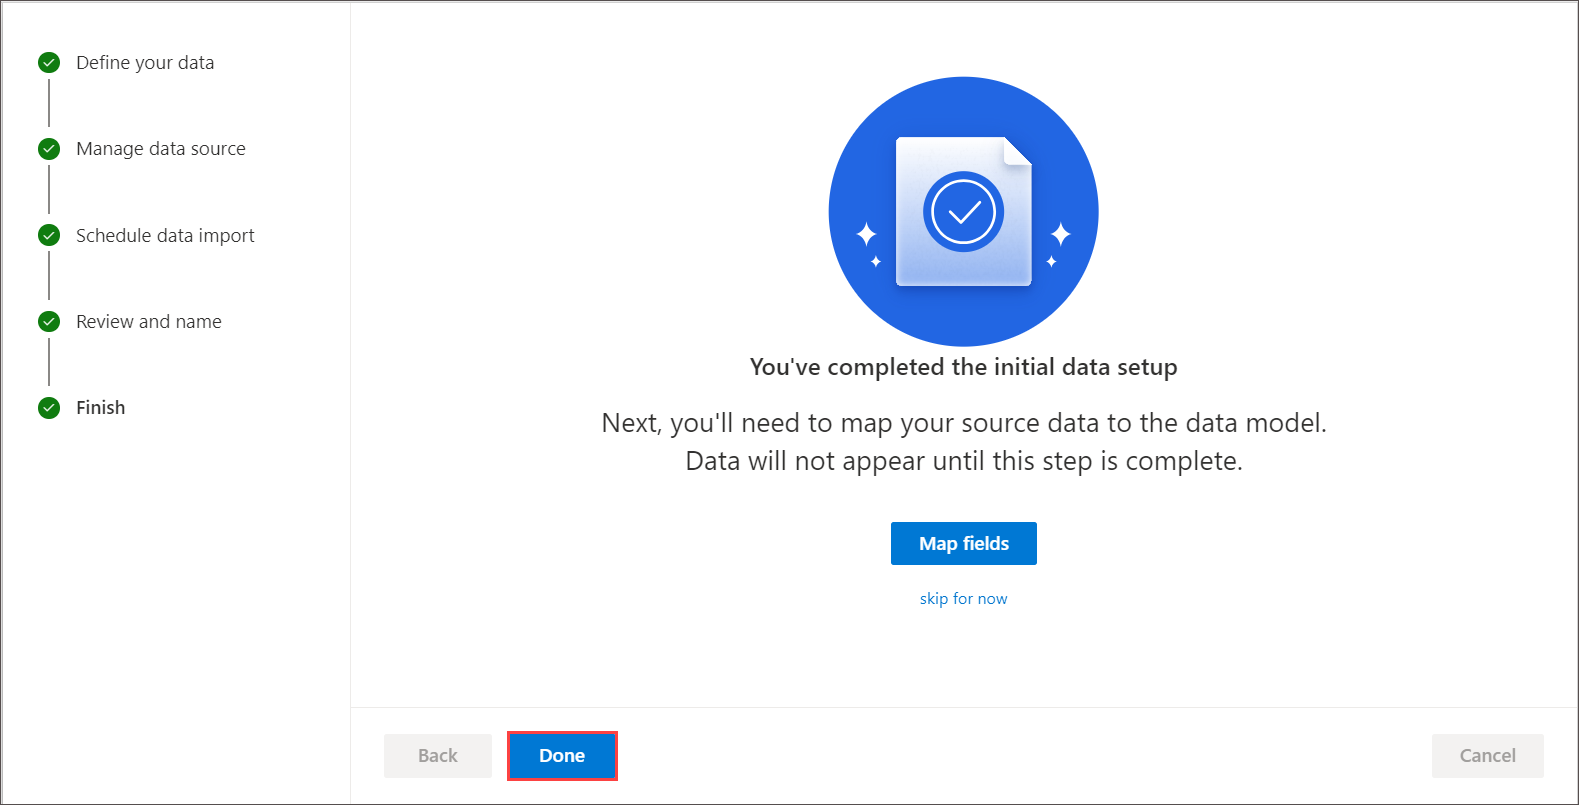 Define your data
Manage data source
Schedule data import
Review and name
Finish
You've completed the initial data setup
Next, you'll need to map your source data to the data model.
Data will not appear until this step is complete.
Map fields
skip for now
Back
Done
Cancel